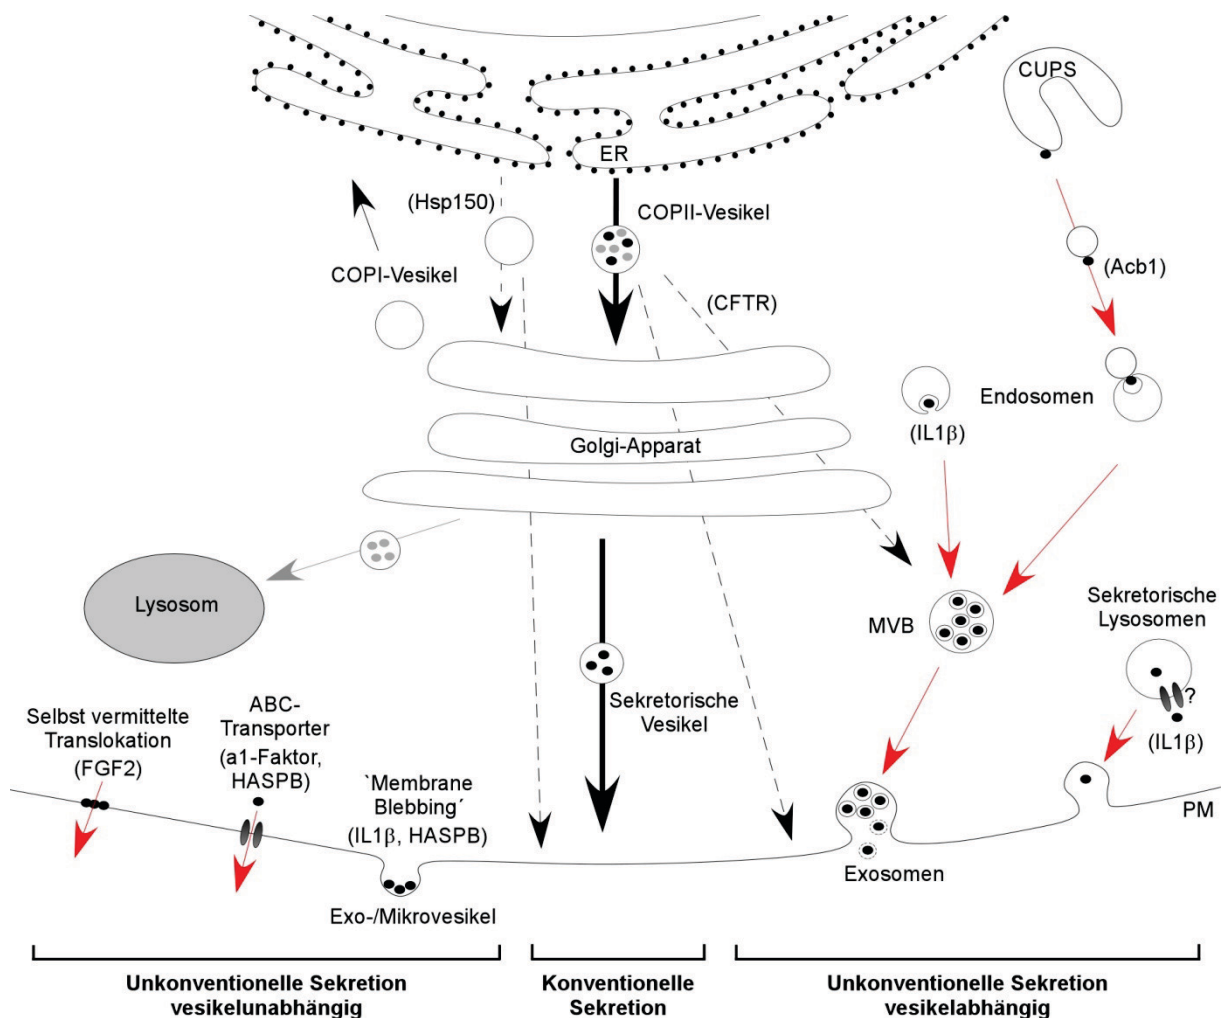 CUPS
ER
(Hsp150)
COPII-Vesikel
COPI-Vesikel
(Acb1)
(CFTR)
Endosomen
(IL1β)
Golgi-Apparat
Lysosom
MVB
Sekretorische
Lysosomen
?
(IL1β)
Sekretorische
Vesikel
Selbst vermittelte
Translokation
(FGF2)
ABC-
Transporter
(a1-Faktor,
HASPB)
`Membrane
Blebbing´
(IL1β, HASPB)
PM
Exosomen
Exo-/Mikrovesikel
Unkonventionelle Sekretion
vesikelunabhängig
Konventionelle
Sekretion
Unkonventionelle Sekretion
vesikelabhängig